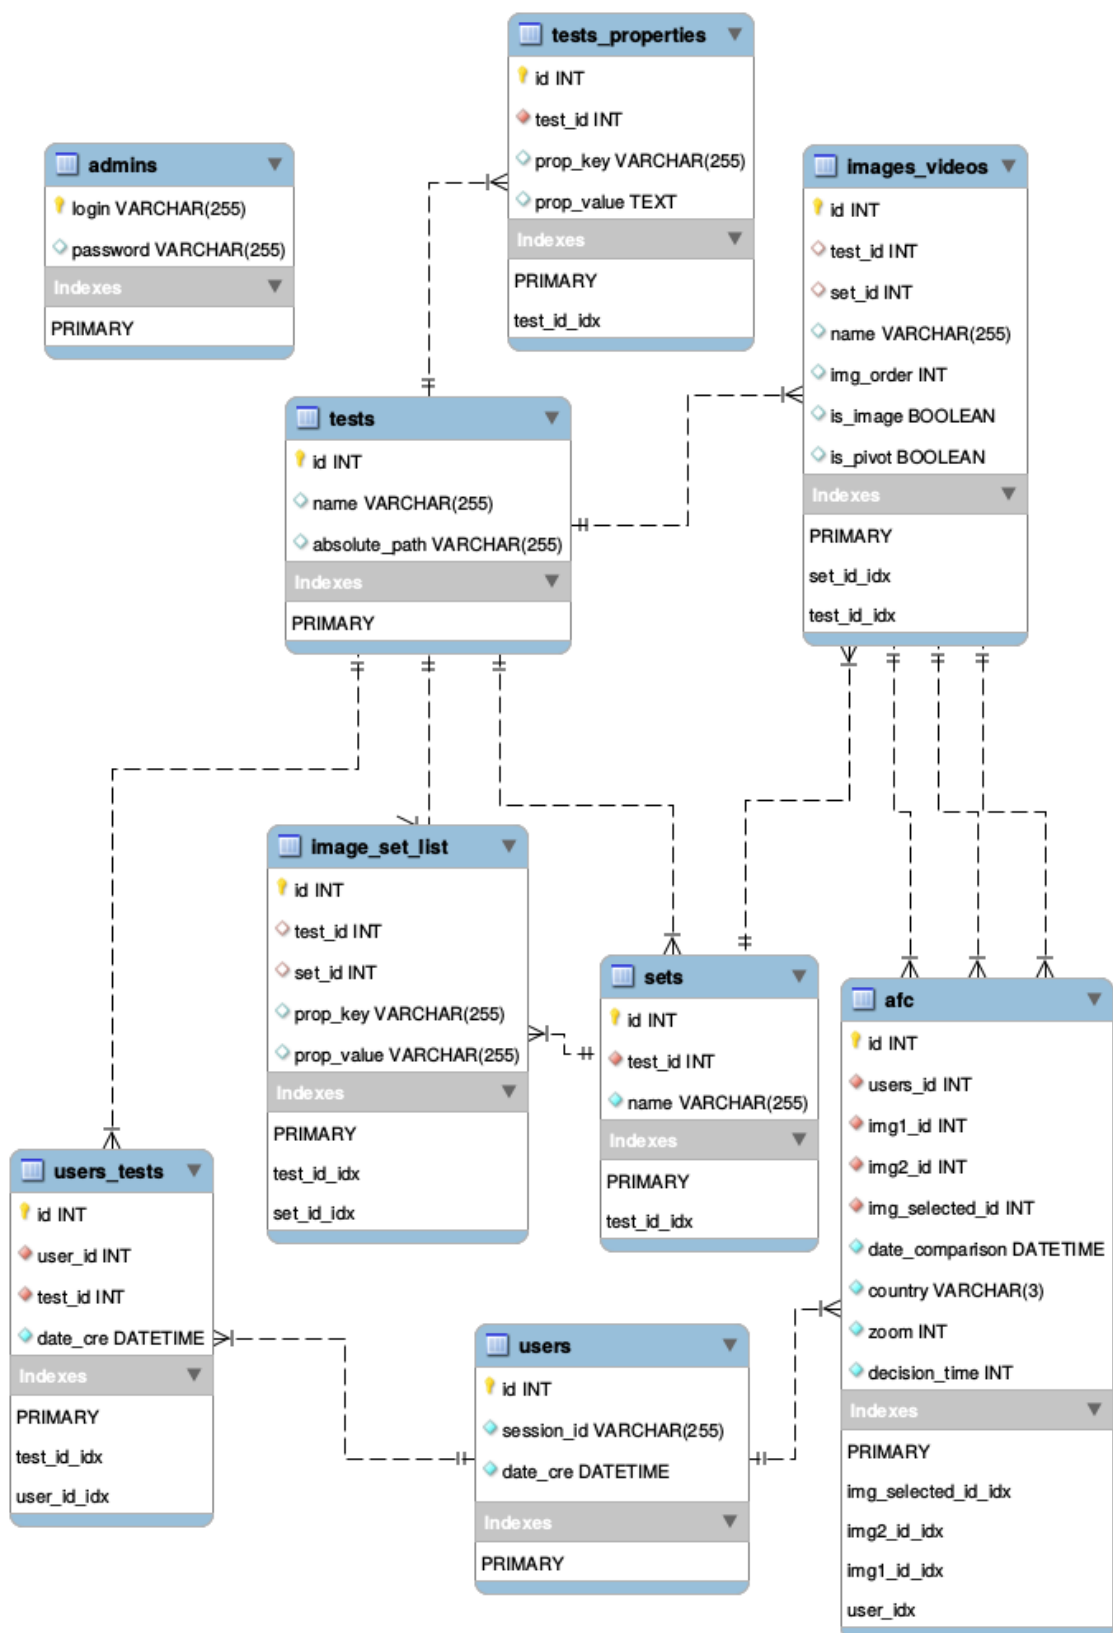 tests_properties
id INT
test_id INT
prop_key VARCHAR(255)
prop_value TEXT
Indexes
PRIMARY
test_id_idx
admins
login VARCHAR(255)
password VARCHAR(255)
Indexes
PRIMARY
images_videos
id INT
test_id INT
set_id INT
name VARCHAR(255)
img_order INT
is_image BOOLEAN
is_pivot BOOLEAN
Indexes
PRIMARY
set_id_idx
test_id_idx
tests
id INT
name VARCHAR(255)
absolute_path VARCHAR(255)
Indexes
PRIMARY
image_set_list
id INT
test_id INT
set_id INT
prop_key VARCHAR(255)
prop_value VARCHAR(255)
Indexes
PRIMARY
test_id_idx
set_id_idx
sets
id INT
test_id INT
name VARCHAR(255)
Indexes
PRIMARY
test_id_idx
afc
id INT
users_id INT
img1_id INT
img2_id INT
img_selected_id INT
date_comparison DATETIME
country VARCHAR(3)
zoom INT
decision_time INT
Indexes
PRIMARY
img_selected_id_idx
img2_id_idx
img1_id_idx
user_idx
users_tests
id INT
user_id INT
test_id INT
date_cre DATETIME
Indexes
PRIMARY
test_id_idx
user_id_idx
users
id INT
session_id VARCHAR(255)
date_cre DATETIME
Indexes
PRIMARY